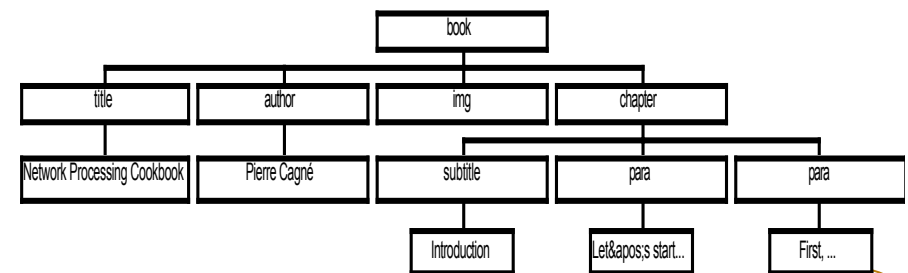 book
title
author
img
chapter
Network Processing Cookbook
Pierre Cagné
subtitle
para
para
Introduction
Let&apos;s start...
First, ...